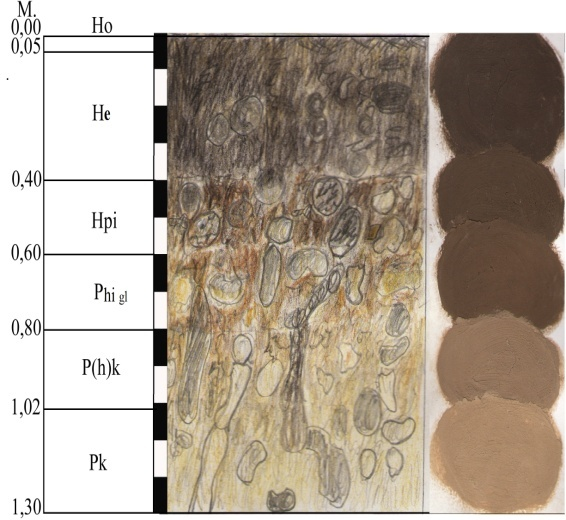 M.
0,00 Ho
0,05
He
0,40
Hpi
0,60
Phi gl
0,80
P(h)k
1,02
Pk
1,30